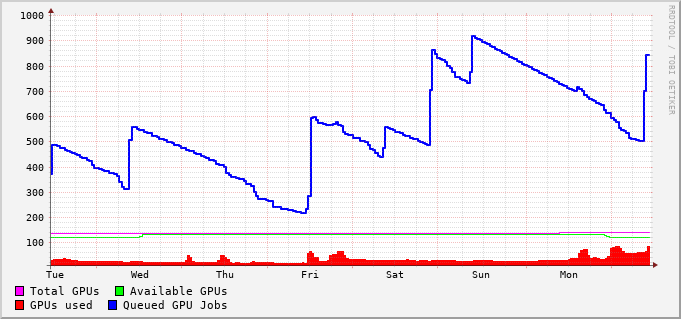 1000
900
800
700
600
500
400
300
200
100
Tue Wed Thu Fri Sat Sun Mon
Total GPUs Available GPUs
GPUs used Queued GPU Jobs
RRDTOOL / TOBI OETIKER